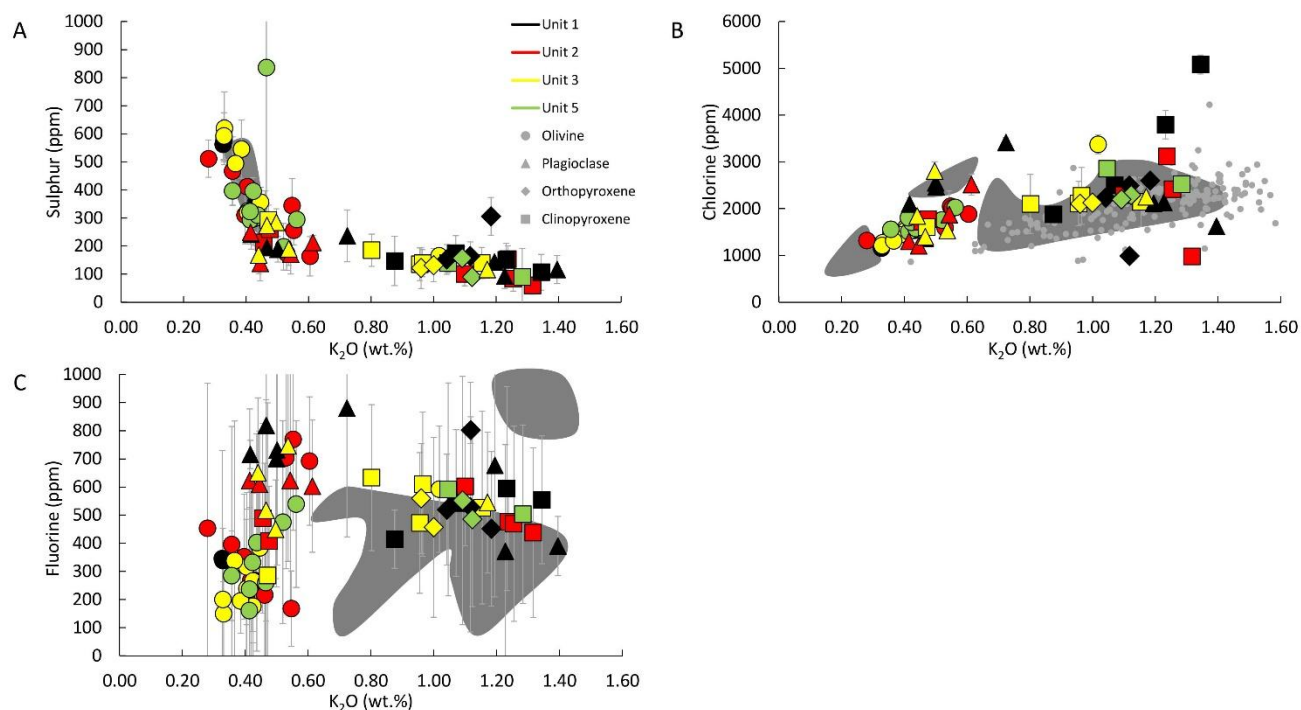 A
Sulphur (ppm)
1000
900
800
700
600
500
400
300
200
100
0
0.00 0.20 0.40 0.60 0.80 1.00 1.20 1.40 1.60
K₂O (wt.%)
Unit 1
Unit 2
Unit 3
Unit 5
Olivine
Plagioclase
Orthopyroxene
Clinopyroxene
B
Chlorine (ppm)
6000
5000
4000
3000
2000
1000
0
0.00 0.20 0.40 0.60 0.80 1.00 1.20 1.40 1.60
K₂O (wt.%)
C
Fluorine (ppm)
1000
900
800
700
600
500
400
300
200
100
0
0.00 0.20 0.40 0.60 0.80 1.00 1.20 1.40 1.60
K₂O (wt.%)